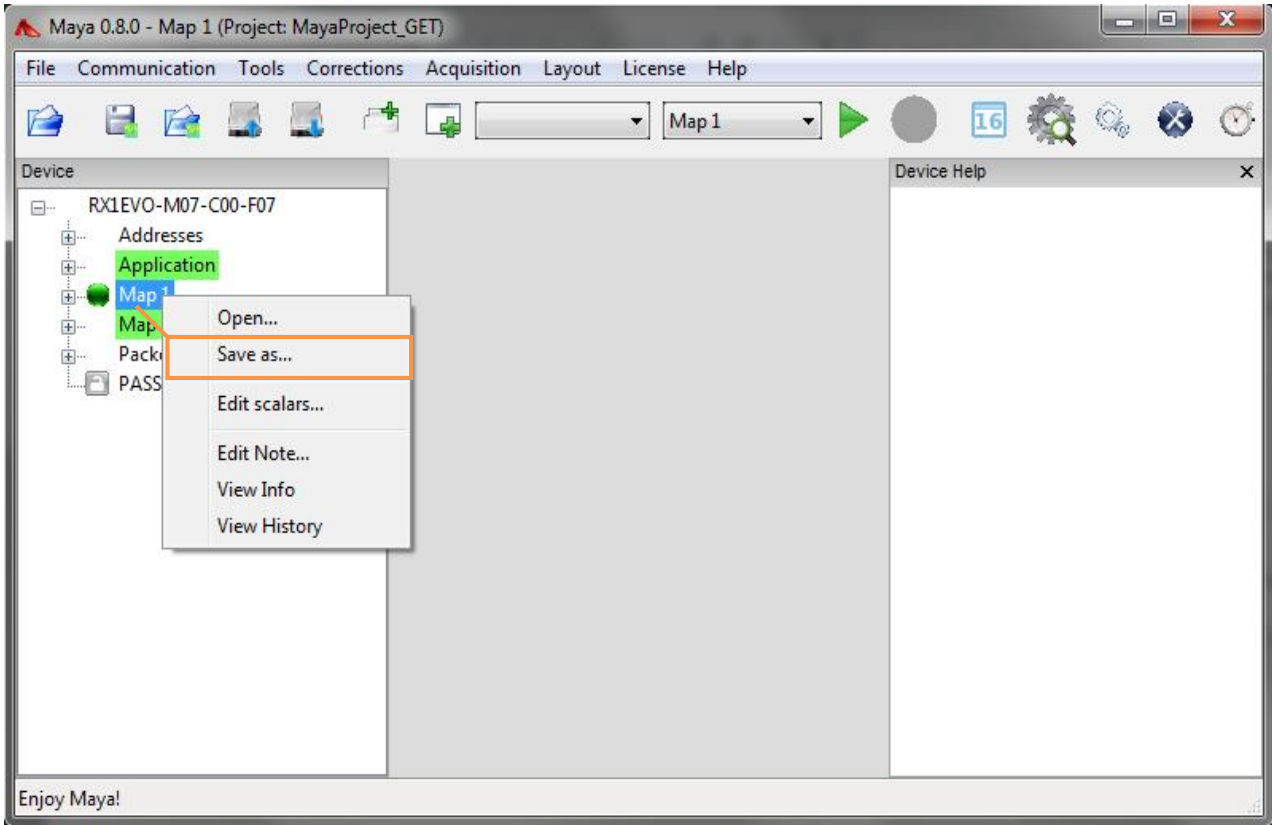 Maya 0.8.0 - Map 1 (Project: MayaProject_GET)
File Communication Tools Corrections Acquisition Layout License Help
Map 1 16
Device
Device Help
RX1EVO-M07-C00-F07
Addresses
Application
Map 1
Open...
Map
Save as...
PASS
Edit scalars...
Edit Note...
View Info
View History
Enjoy Maya!